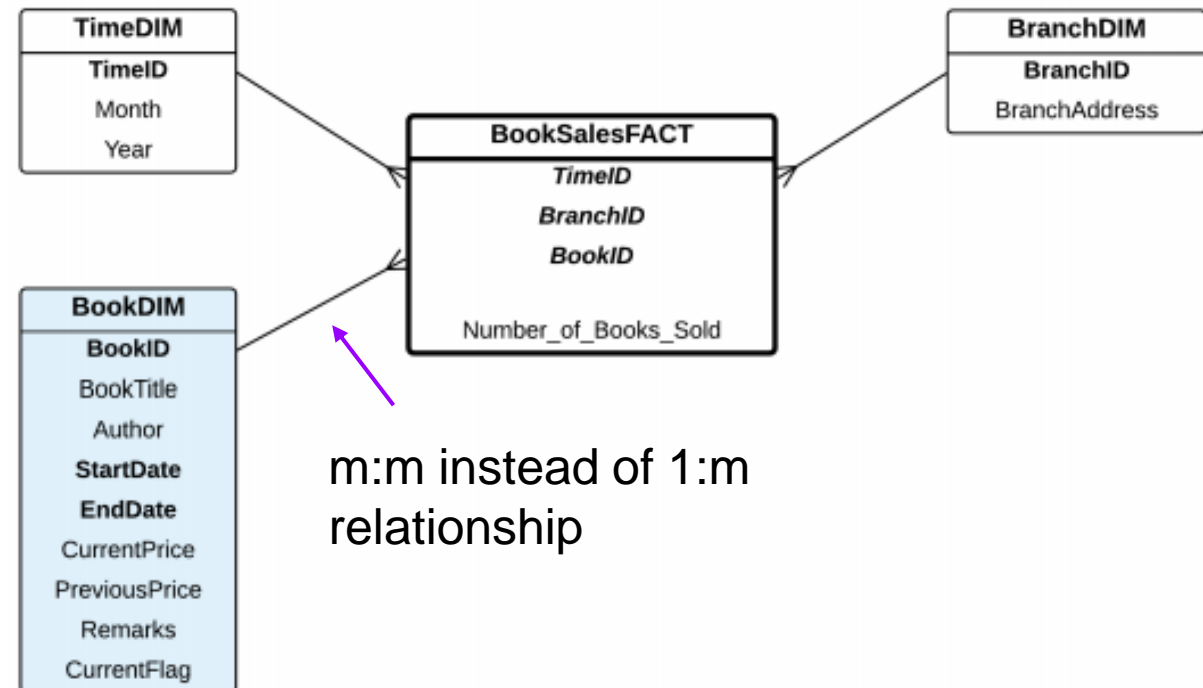 TimeDIM
TimeID
Month
Year
BranchDIM
BranchID
BranchAddress
BookSalesFACT
TimeID
BranchID
BookID
Number_of_Books_Sold
BookDIM
BookID
BookTitle
Author
StartDate
EndDate
CurrentPrice
PreviousPrice
Remarks
CurrentFlag
m:m instead of 1:m
relationship